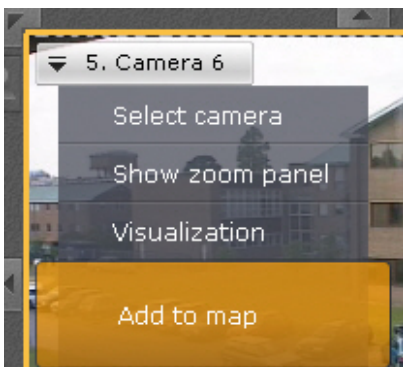 5. Camera 6
Select camera
Show zoom panel
Visualization
Add to map